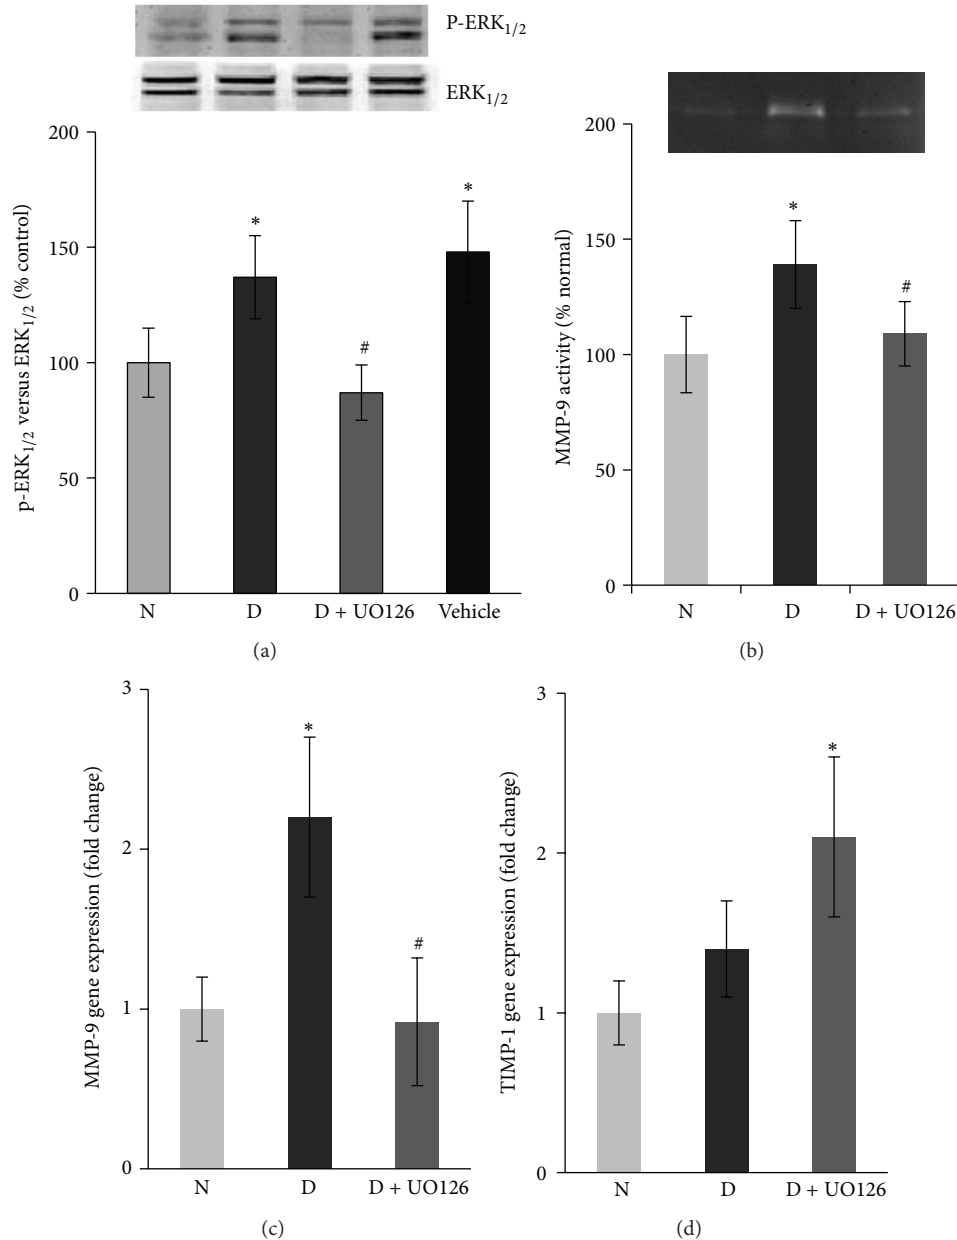 P-ERK1/2
ERK1/2
200
150
100
50
0
p-ERK1/2 versus ERK1/2 (% control)
*
*
#
N D D + UO126 Vehicle
(a)
200
150
100
50
0
MMP-9 activity (% normal)
*
#
N D D + UO126
(b)
3
2
1
0
MMP-9 gene expression (fold change)
*
#
N D D + UO126
(c)
3
2
1
0
TIMP-1 gene expression (fold change)
*
N D D + UO126
(d)